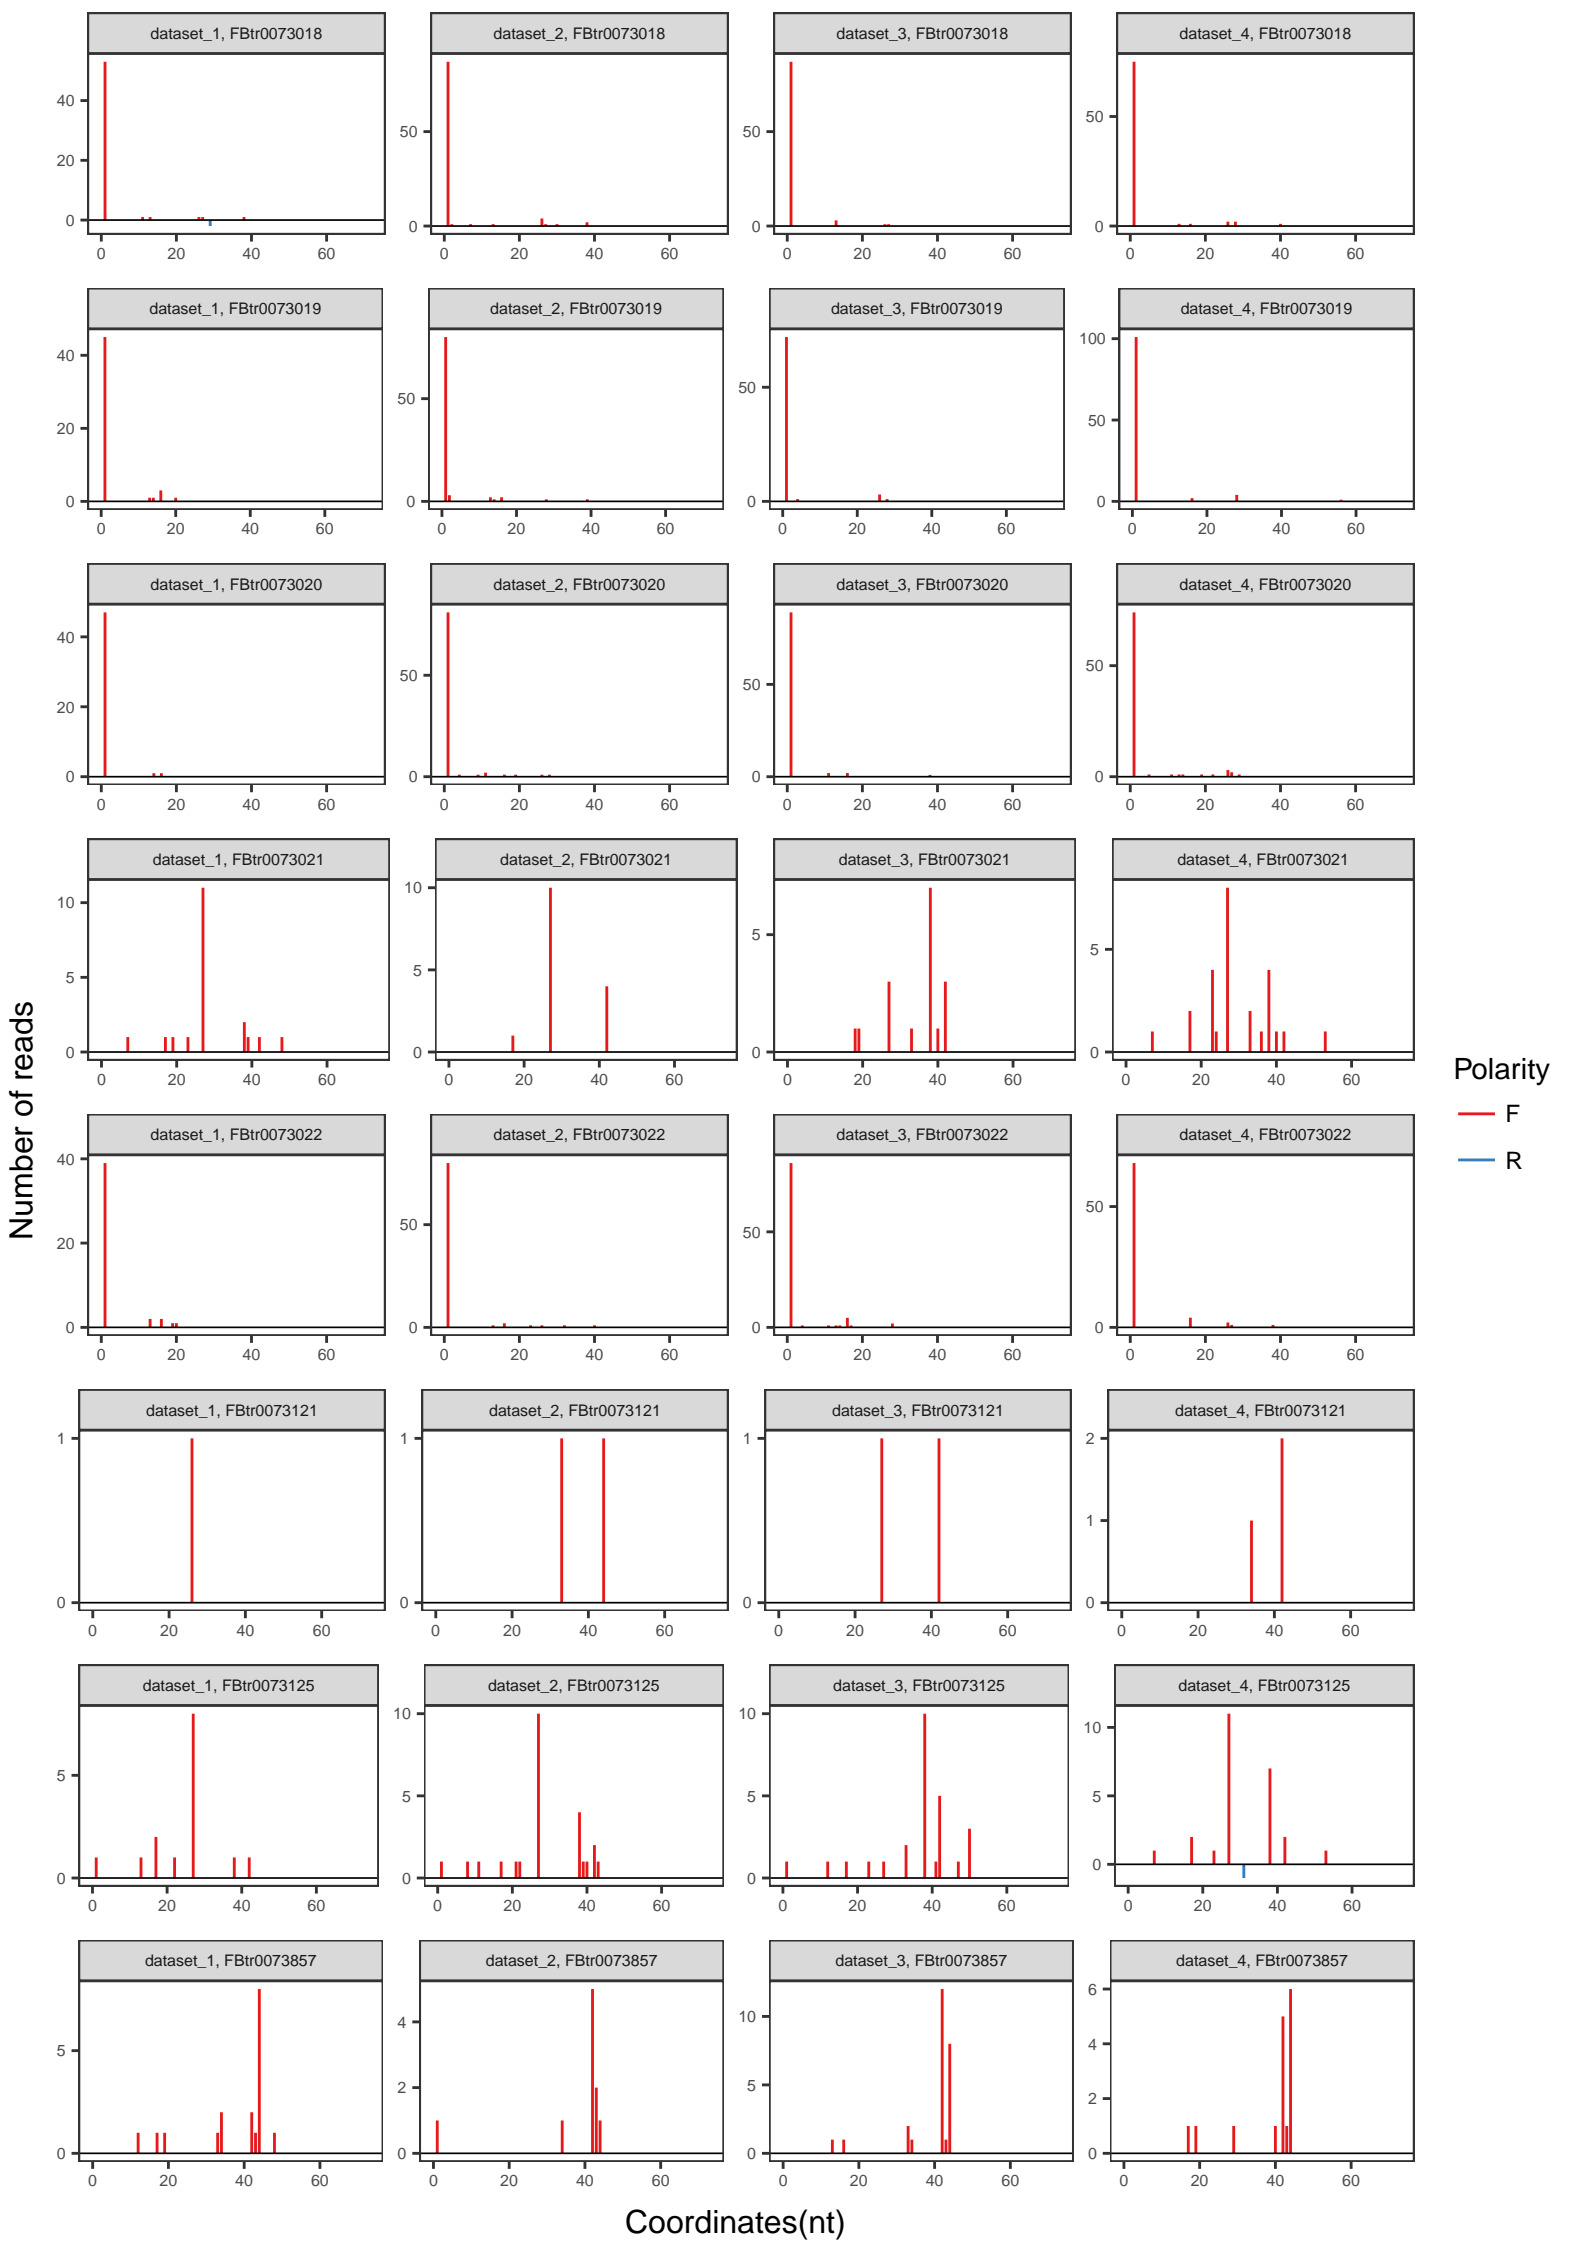 dataset_1, FBtr0073018 dataset_2, FBtr0073018 dataset_3, FBtr0073018 dataset_4, FBtr0073018
40 20 0 50 0 50 0 50 0
0 20 40 60 0 20 40 60 0 20 40 60 0 20 40 60
dataset_1, FBtr0073019 dataset_2, FBtr0073019 dataset_3, FBtr0073019 dataset_4, FBtr0073019
40 20 0 50 0 50 0 100 50 0
0 20 40 60 0 20 40 60 0 20 40 60 0 20 40 60
dataset_1, FBtr0073020 dataset_2, FBtr0073020 dataset_3, FBtr0073020 dataset_4, FBtr0073020
40 20 0 50 0 50 0 50 0
0 20 40 60 0 20 40 60 0 20 40 60 0 20 40 60
dataset_1, FBtr0073021 dataset_2, FBtr0073021 dataset_3, FBtr0073021 dataset_4, FBtr0073021
10 5 0 10 5 0 5 0 5 0
0 20 40 60 0 20 40 60 0 20 40 60 0 20 40 60
dataset_1, FBtr0073022 dataset_2, FBtr0073022 dataset_3, FBtr0073022 dataset_4, FBtr0073022
40 20 0 50 0 50 0 50 0
0 20 40 60 0 20 40 60 0 20 40 60 0 20 40 60
dataset_1, FBtr0073121 dataset_2, FBtr0073121 dataset_3, FBtr0073121 dataset_4, FBtr0073121
1 0 1 0 1 0 2 1 0
0 20 40 60 0 20 40 60 0 20 40 60 0 20 40 60
dataset_1, FBtr0073125 dataset_2, FBtr0073125 dataset_3, FBtr0073125 dataset_4, FBtr0073125
5 0 10 5 0 10 5 0 10 5 0
0 20 40 60 0 20 40 60 0 20 40 60 0 20 40 60
dataset_1, FBtr0073857 dataset_2, FBtr0073857 dataset_3, FBtr0073857 dataset_4, FBtr0073857
5 0 4 2 0 10 5 0 6 4 2 0
0 20 40 60 0 20 40 60 0 20 40 60 0 20 40 60
Number of reads
Coordinates(nt)
Polarity
F
R